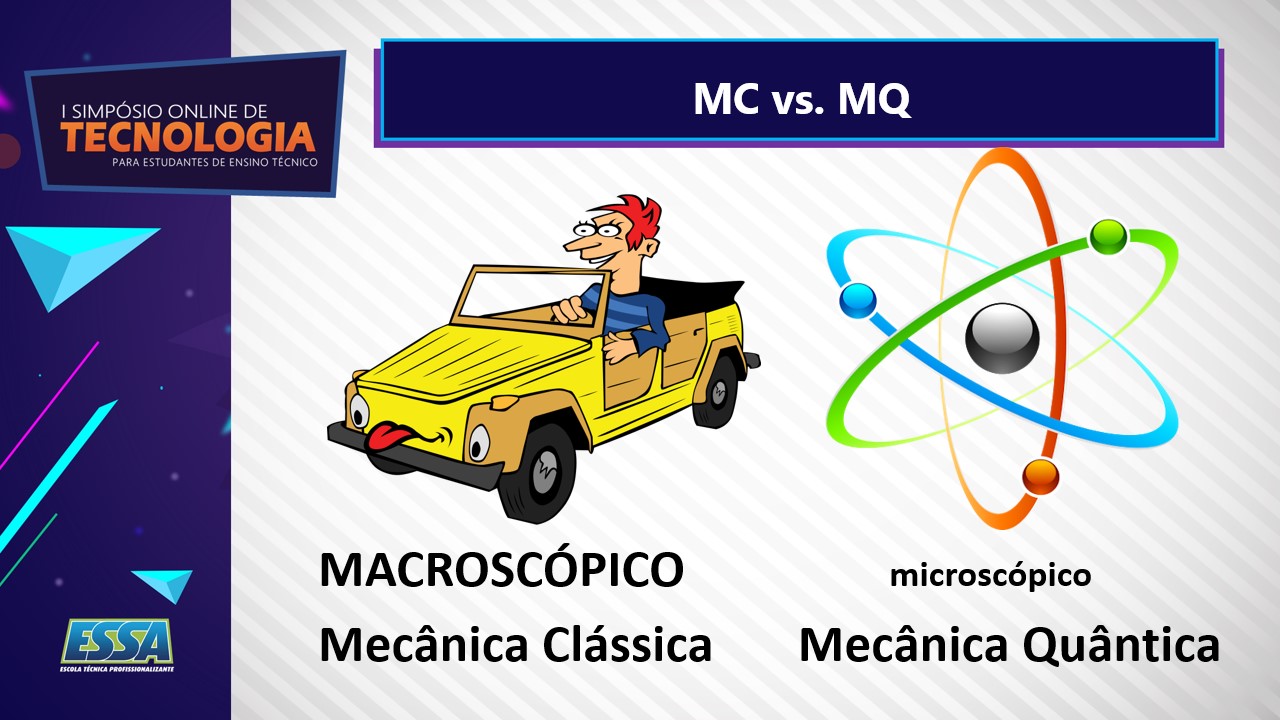 I SIMPÓSIO ONLINE DE
TECNOLOGIA
PARA ESTUDANTES DE ENSINO TÉCNICO
MC vs. MQ
MACROSCÓPICO
microscópico
Mecânica Clássica
Mecânica Quântica
ESSA
ESCOLA TÉCNICA PROFISSIONALIZANTE